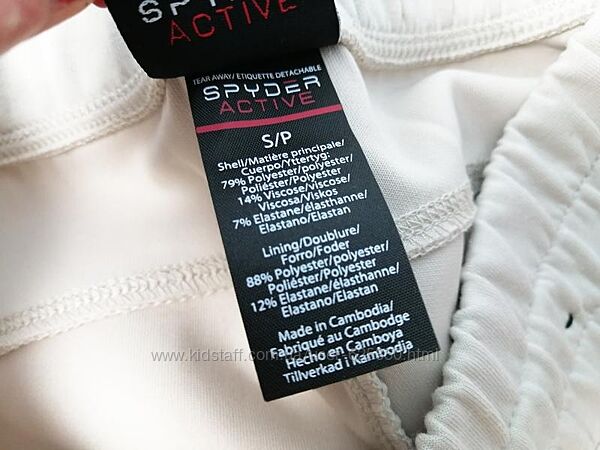 SPYDER
ACTIVE
TEAR AWAY/ETIQUETTE DETACHABLE
SPYDER
ACTIVE
S/P
Shell/Matière principale/
Cuerpo/Yttertyg:
79% Polyester/polyester/
Poliéster/Polyester
14% Viscose/viscose/
Viscosa/Viskos
7% Elastane/élasthanne/
Elastano/Elastan
Lining/Doublure/
Forro/Foder
88% Polyester/polyester/
Poliéster/Polyester
12% Elastane/élasthanne/
Elastano/Elastan
Made in Cambodia/
Fabriqué au Cambodge
Hecho en Camboya
Tillverkad i Kambodja